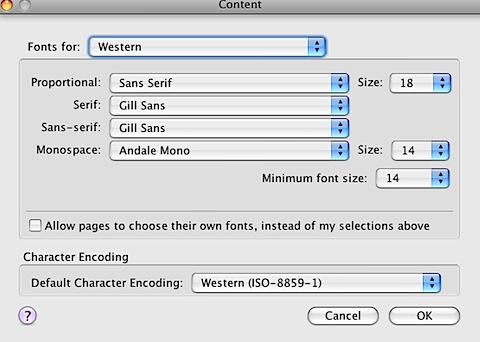 Content
Fonts for: Western
Proportional: Sans Serif Size: 18
Serif: Gill Sans
Sans-serif: Gill Sans
Monospace: Andale Mono Size: 14
Minimum font size: 14
Allow pages to choose their own fonts, instead of my selections above
Character Encoding
Default Character Encoding: Western (ISO-8859-1)
? Cancel OK